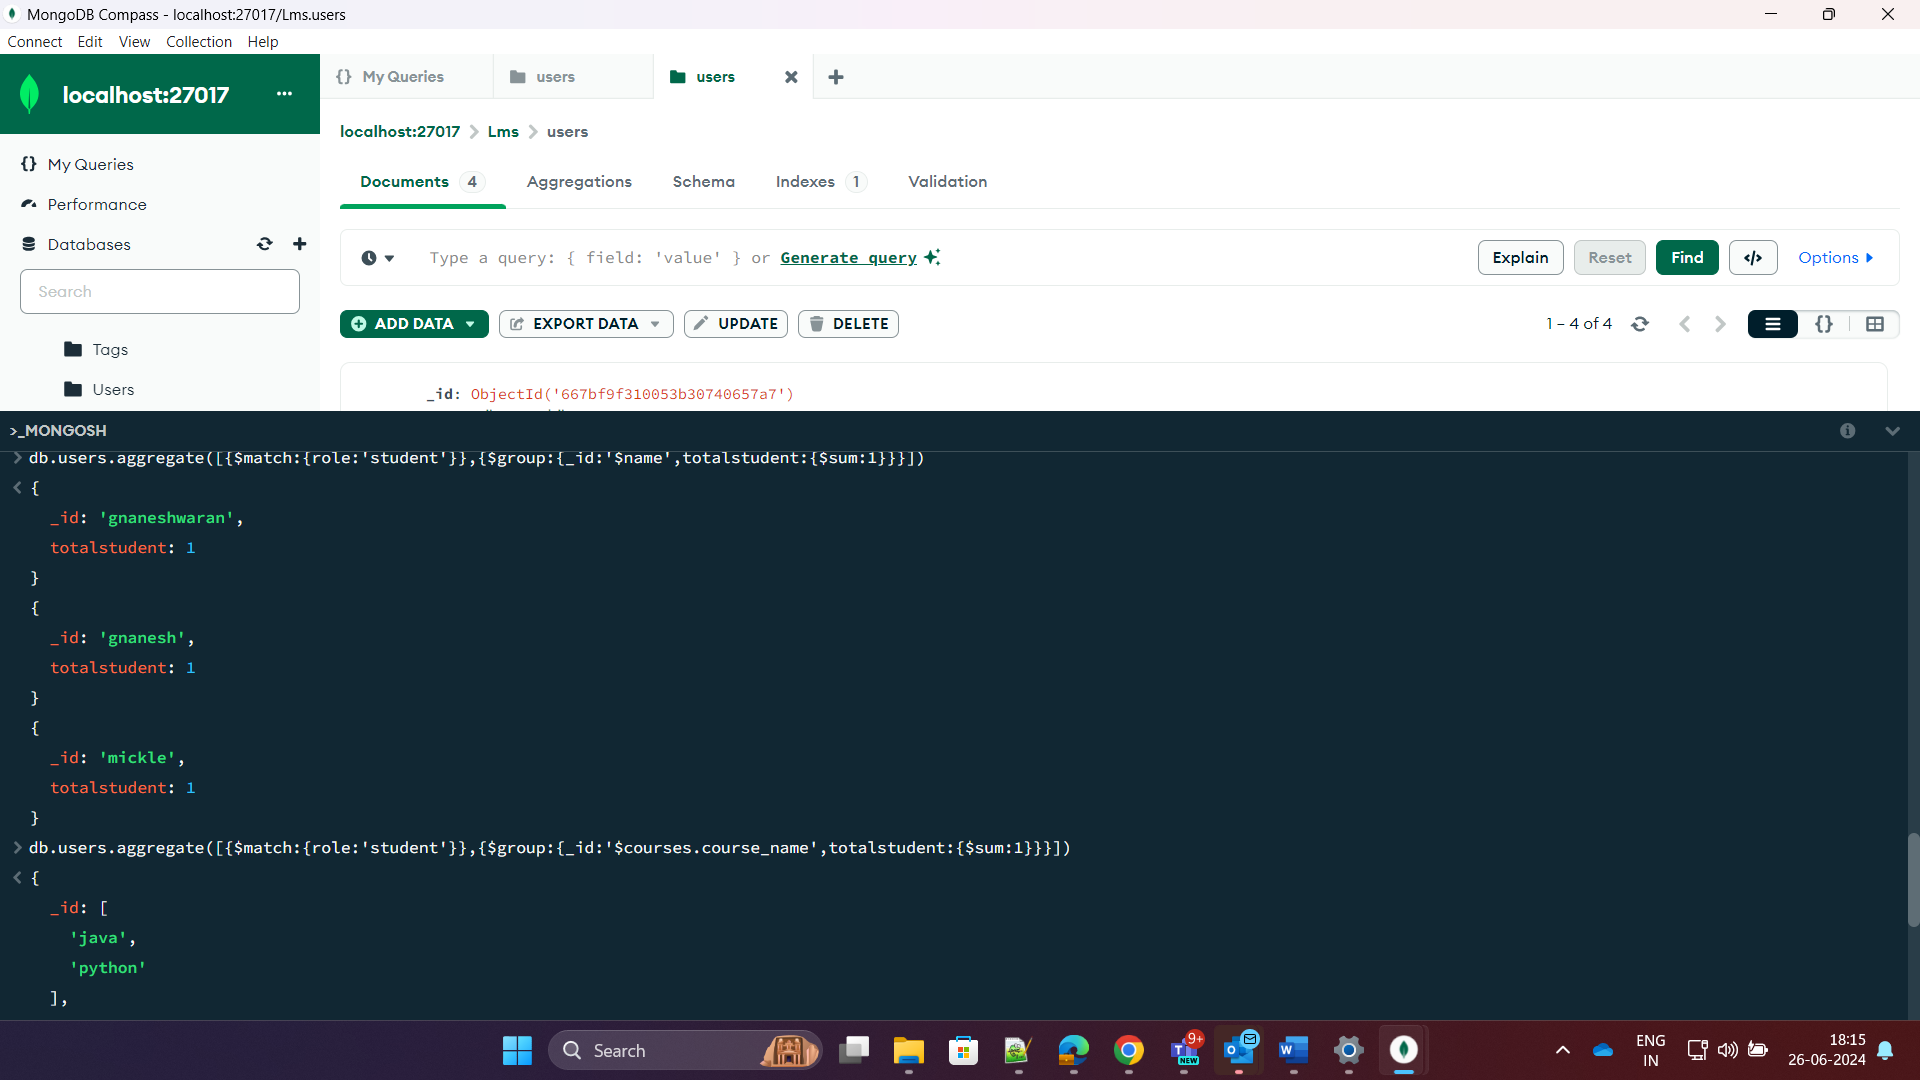 MongoDB Compass - localhost:27017/Lms.users
Connect Edit View Collection Help
localhost:27017 ...
{} My Queries
users
users
localhost:27017 > Lms > users
My Queries
Performance
Databases
Search
Tags
Users
Documents 4 Aggregations Schema Indexes 1 Validation
Type a query: { field: 'value' } or Generate query
Explain Reset Find </> Options
ADD DATA EXPORT DATA UPDATE DELETE
1 – 4 of 4 {}
_id: ObjectId('667bf9f310053b30740657a7')
>_MONGOSH
> db.users.aggregate([{$match:{role:'student'}},{$group:{_id:'$name',totalstudent:{$sum:1}}}])
< {
_id: 'gnaneshwaran',
totalstudent: 1
}
{
_id: 'gnanesh',
totalstudent: 1
}
{
_id: 'mickle',
totalstudent: 1
}
> db.users.aggregate([{$match:{role:'student'}},{$group:{_id:'$courses.course_name',totalstudent:{$sum:1}}}])
< {
_id: [
'java',
'python'
],
Search
9+
NEW
ENG
IN
18:15
26-06-2024